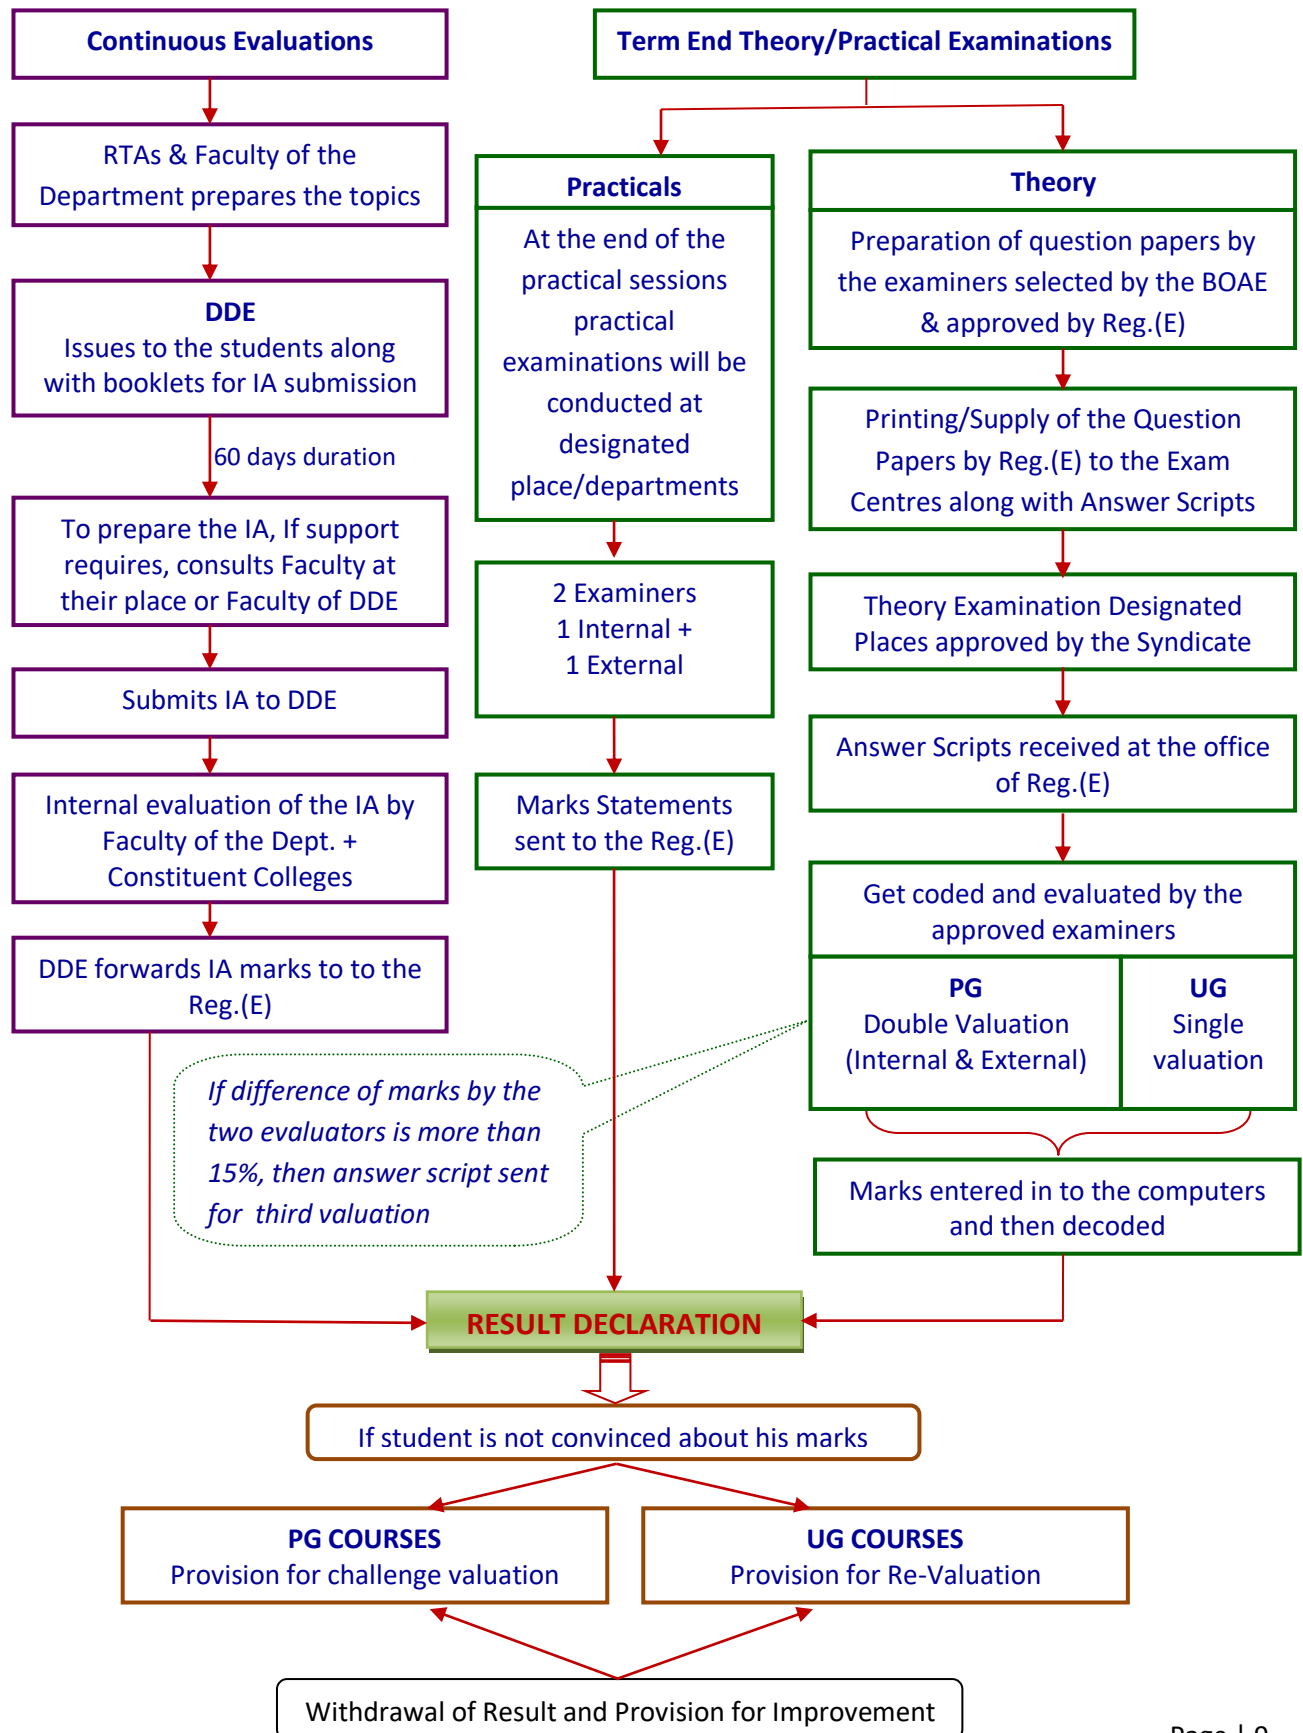 Continuous Evaluations
RTAs & Faculty of the
Department prepares the topics
DDE
Issues to the students along
with booklets for IA submission
60 days duration
To prepare the IA, If support
requires, consults Faculty at
their place or Faculty of DDE
Submits IA to DDE
Internal evaluation of the IA by
Faculty of the Dept. +
Constituent Colleges
DDE forwards IA marks to to the
Reg.(E)
Term End Theory/Practical Examinations
Practicals
At the end of the
practical sessions
practical
examinations will be
conducted at
designated
place/departments
2 Examiners
1 Internal +
1 External
Marks Statements
sent to the Reg.(E)
Theory
Preparation of question papers by
the examiners selected by the BOAE
& approved by Reg.(E)
Printing/Supply of the Question
Papers by Reg.(E) to the Exam
Centres along with Answer Scripts
Theory Examination Designated
Places approved by the Syndicate
Answer Scripts received at the office
of Reg.(E)
Get coded and evaluated by the
approved examiners
PG
Double Valuation
(Internal & External)
UG
Single
valuation
If difference of marks by the
two evaluators is more than
15%, then answer script sent
for third valuation
Marks entered in to the computers
and then decoded
RESULT DECLARATION
If student is not convinced about his marks
PG COURSES
Provision for challenge valuation
UG COURSES
Provision for Re-Valuation
Withdrawal of Result and Provision for Improvement
Page |